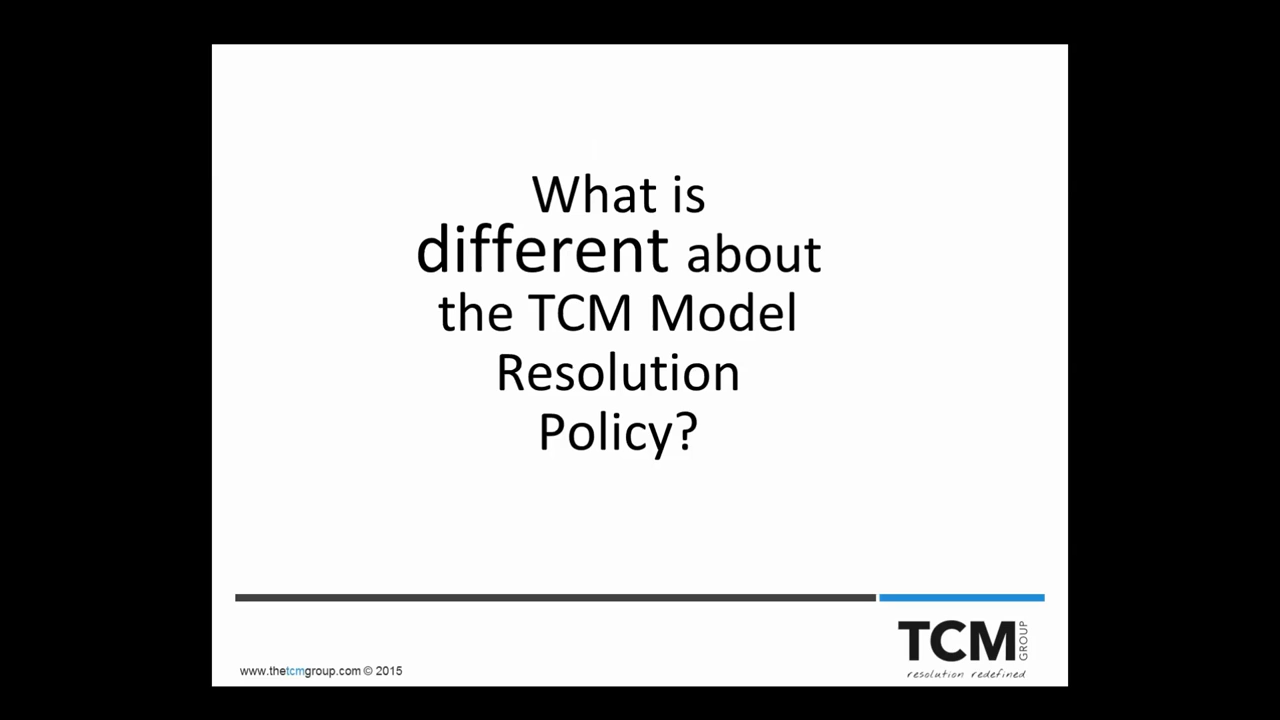 What is
different about
the TCM Model
Resolution
Policy?
www.thetcmgroup.com © 2015
TCM
GROUP
resolution redefined